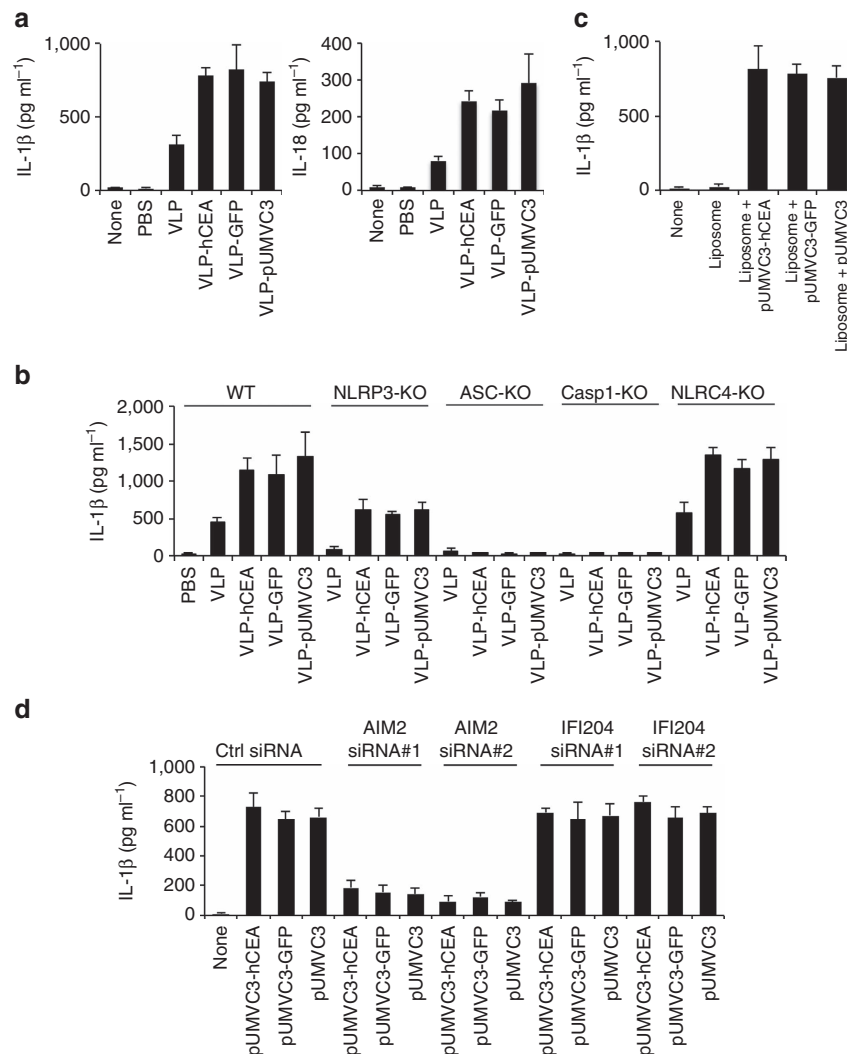 a
1,000
500
0
IL-1β (pg ml⁻¹)
None
PBS
VLP
VLP-hCEA
VLP-GFP
VLP-pUMVC3
400
300
200
100
0
IL-18 (pg ml⁻¹)
None
PBS
VLP
VLP-hCEA
VLP-GFP
VLP-pUMVC3
c
1,000
500
0
IL-1β (pg ml⁻¹)
None
Liposome
Liposome +
pUMVC3-hCEA
Liposome +
pUMVC3-GFP
Liposome + pUMVC3
b
WT
NLRP3-KO
ASC-KO
Casp1-KO
NLRC4-KO
2,000
1,500
1,000
500
0
IL-1β (pg ml⁻¹)
PBS
VLP
VLP-hCEA
VLP-GFP
VLP-pUMVC3
VLP
VLP-hCEA
VLP-GFP
VLP-pUMVC3
VLP
VLP-hCEA
VLP-GFP
VLP-pUMVC3
VLP
VLP-hCEA
VLP-GFP
VLP-pUMVC3
VLP
VLP-hCEA
VLP-GFP
VLP-pUMVC3
d
Ctrl siRNA
AIM2
siRNA#1
AIM2
siRNA#2
IFI204
siRNA#1
IFI204
siRNA#2
1,000
800
600
400
200
0
IL-1β (pg ml⁻¹)
None
pUMVC3-hCEA
pUMVC3-GFP
pUMVC3
pUMVC3-hCEA
pUMVC3-GFP
pUMVC3
pUMVC3-hCEA
pUMVC3-GFP
pUMVC3
pUMVC3-hCEA
pUMVC3-GFP
pUMVC3
pUMVC3-hCEA
pUMVC3-GFP
pUMVC3